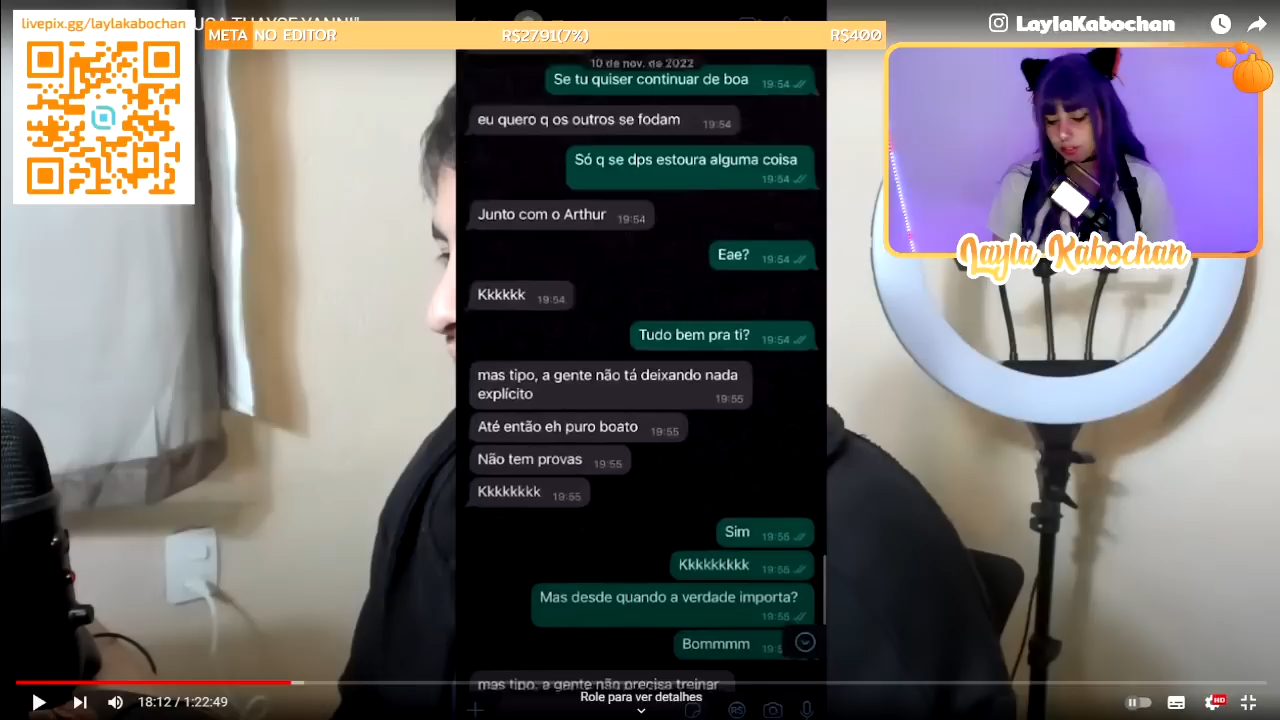 livepix.gg/laylakabochan
META NO EDITOR
R$27.91(7%)
R$400
LaylaKabochan
Layla Kabochan
10 de nov. de 2022
Se tu quiser continuar de boa 19:54
eu quero q os outros se fodam 19:54
Só q se dps estoura alguma coisa
19:54
Junto com o Arthur 19:54
Eae? 19:54
Kkkkkk 19:54
Tudo bem pra ti? 19:54
mas tipo, a gente não tá deixando nada
explícito
19:55
Até então eh puro boato 19:55
Não tem provas 19:55
Kkkkkkkk 19:55
Sim 19:55
Kkkkkkkkk 19:55
Mas desde quando a verdade importa?
19:55
Bommmm
mas tipo, a gente não precisa treinar
Role para ver detalhes
18:12 / 1:22:49
HD